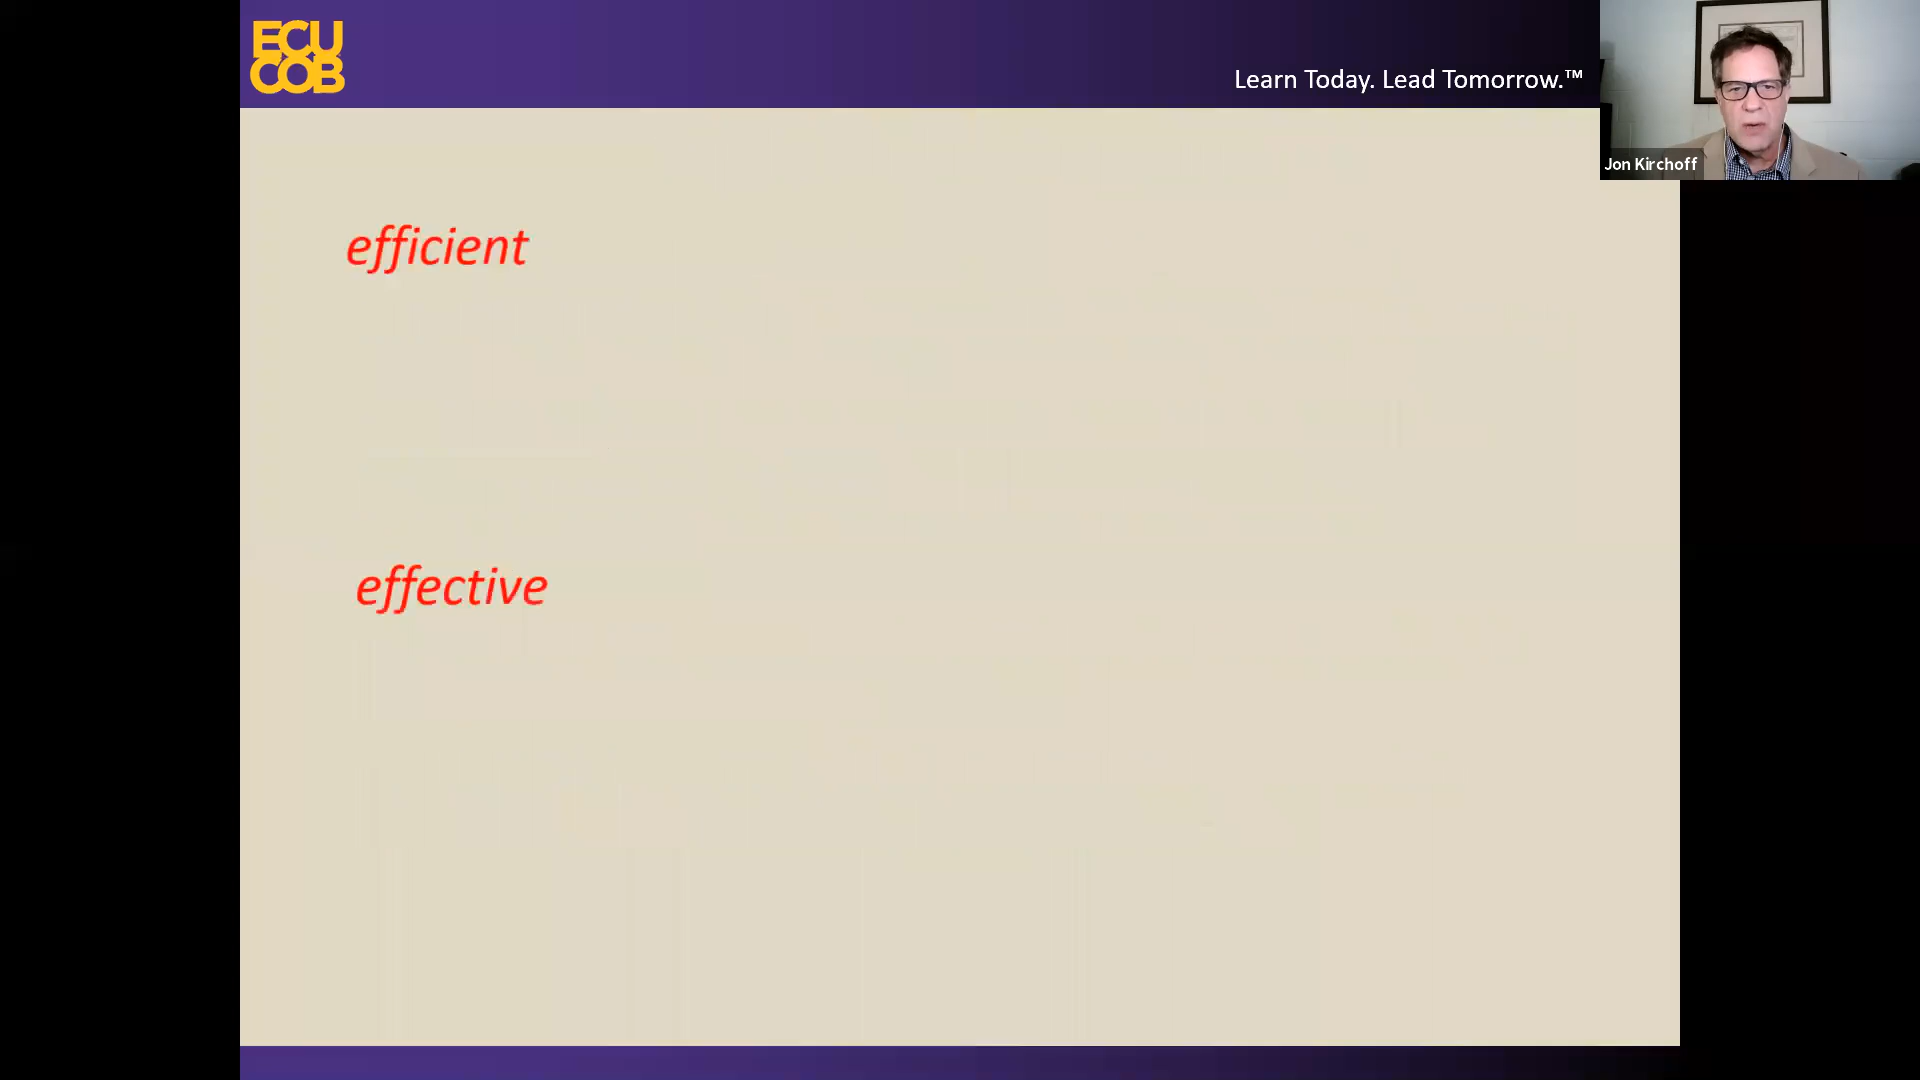 ECU
COB
Learn Today. Lead Tomorrow.™
Jon Kirchoff
efficient
effective